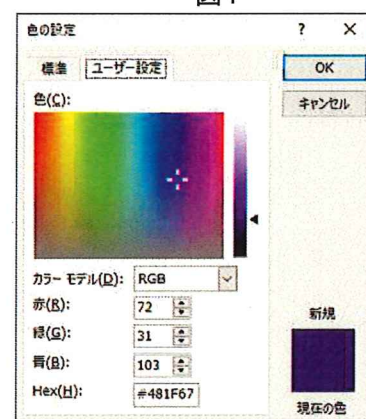 図1
色の設定 ? ×
標準 ユーザー設定 OK
キャンセル
色(C):
カラー モデル(D): RGB
赤(R): 72
緑(G): 31
青(B): 103
Hex(H): #481F67
新規
現在の色